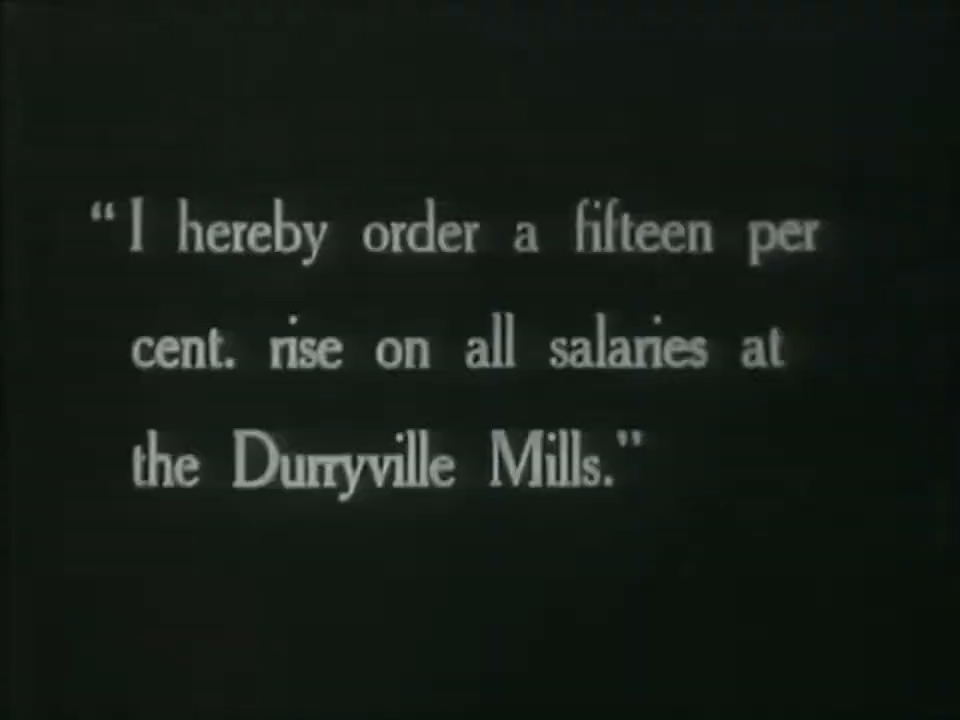 “I hereby order a fifteen per
cent. rise on all salaries at
the Durryville Mills.”